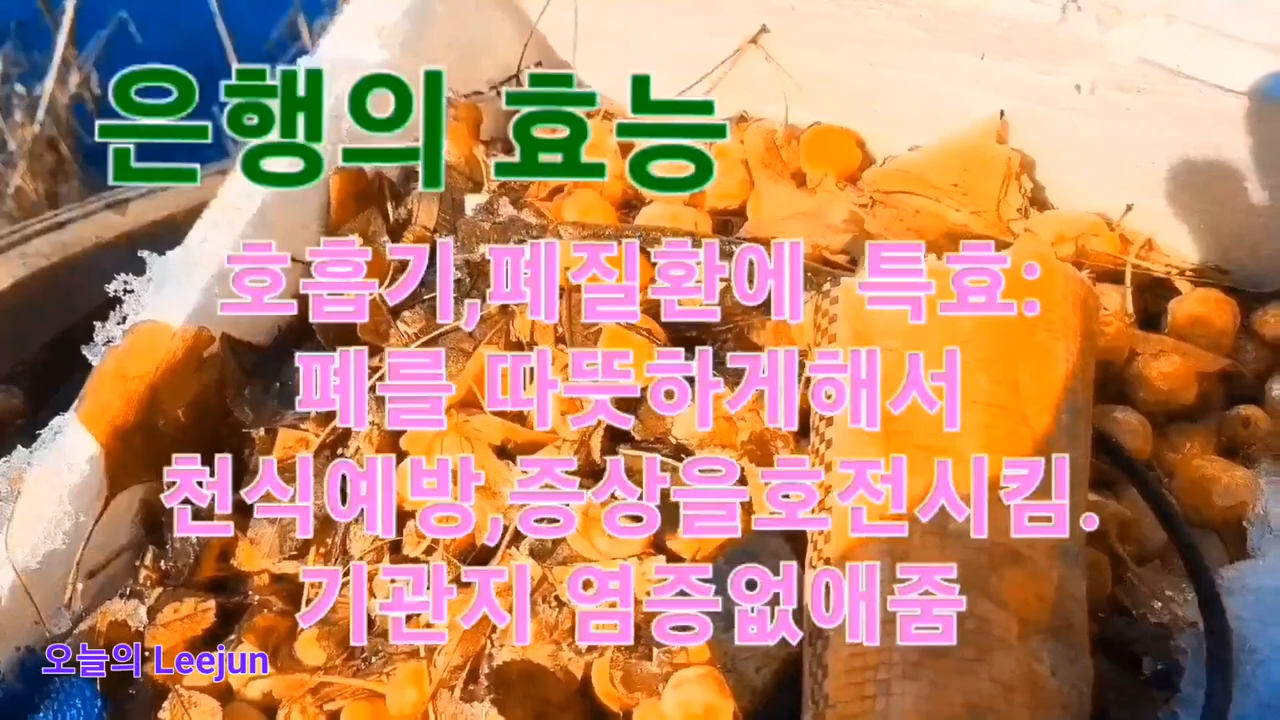 은행의 효능
호흡기,폐질환에 특효:
폐를 따뜻하게해서
천식예방,증상을호전시킴.
기관지 염증없애줌
오늘의 Leejun